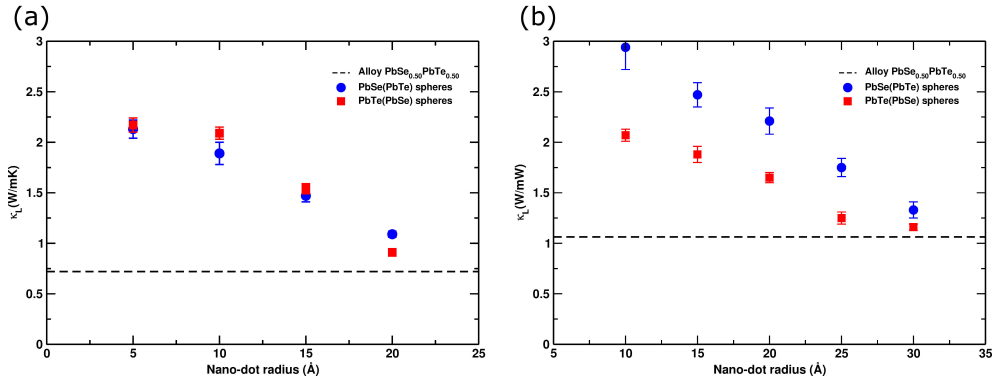 (a)
3
2.5
2
1.5
1
0.5
0
κL(W/mK)
Alloy PbSe0.50PbTe0.50
PbSe(PbTe) spheres
PbTe(PbSe) spheres
0 5 10 15 20 25
Nano-dot radius (Å)
(b)
3
2.5
2
1.5
1
0.5
0
κL(W/mW)
Alloy PbSe0.50PbTe0.50
PbSe(PbTe) spheres
PbTe(PbSe) spheres
5 10 15 20 25 30 35
Nano-dot radius (Å)